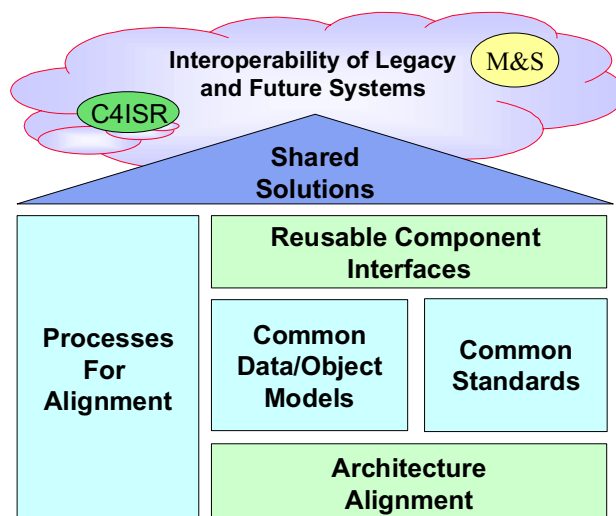 Interoperability of Legacy
and Future Systems
M&S
C4ISR
Shared
Solutions
Reusable Component
Interfaces
Processes
For
Alignment
Common
Data/Object
Models
Common
Standards
Architecture
Alignment